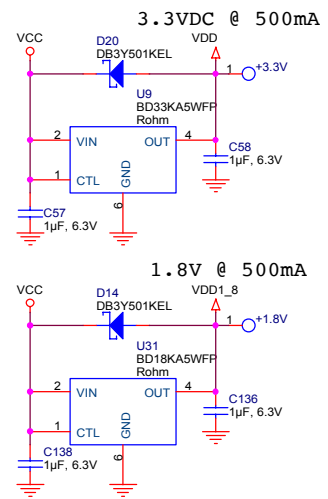 3.3VDC @ 500mA
VCC
D20
DB3Y501KEL
VDD
1
+3.3V
U9
BD33KA5WFP
Rohm
2
VIN
OUT
4
1
CTL
GND
6
C58
1µF, 6.3V
C57
1µF, 6.3V
1.8V @ 500mA
VCC
D14
DB3Y501KEL
VDD1_8
1
+1.8V
U31
BD18KA5WFP
Rohm
2
VIN
OUT
4
1
CTL
GND
6
C136
1µF, 6.3V
C138
1µF, 6.3V